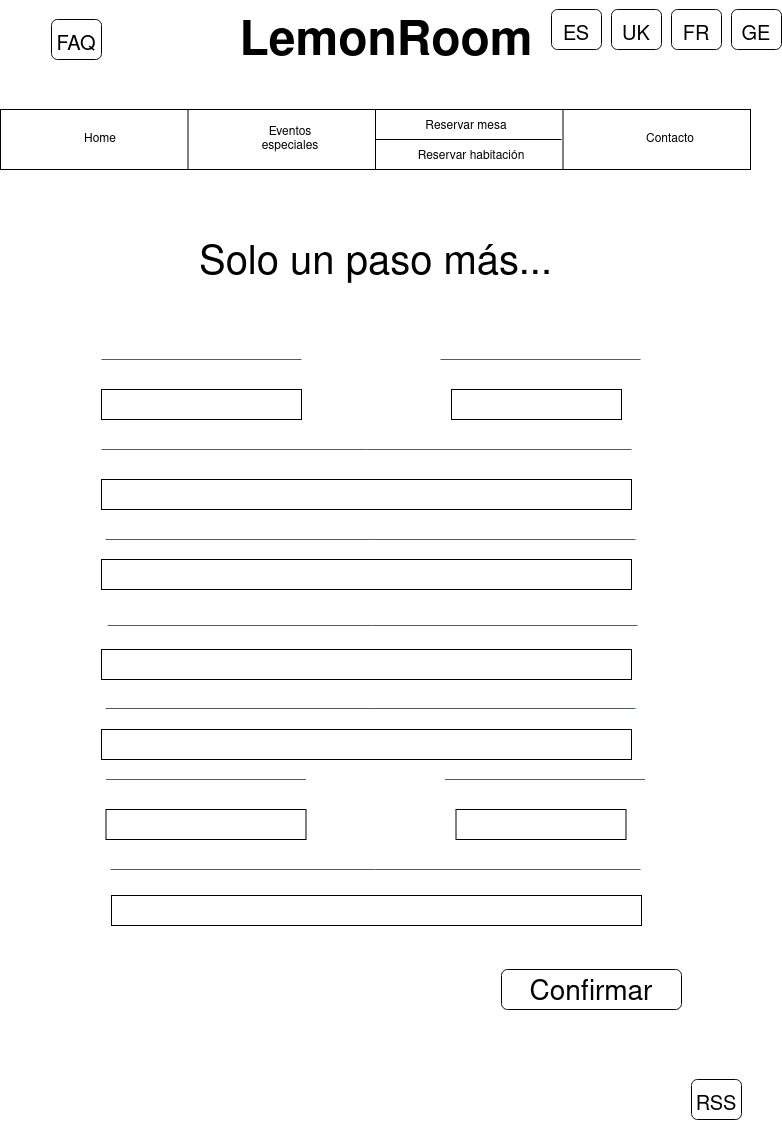 FAQ
LemonRoom
ES
UK
FR
GE
Home
Eventos
especiales
Reservar mesa
Reservar habitación
Contacto
Solo un paso más...
Confirmar
RSS